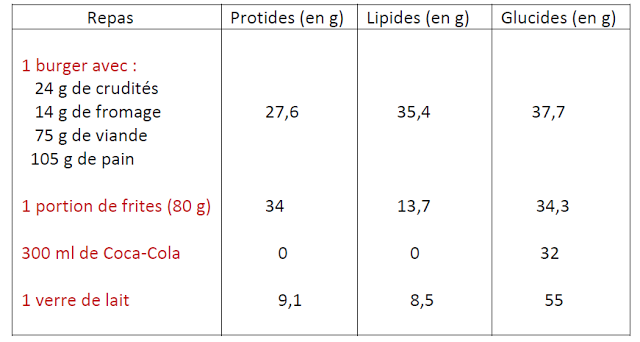 Repas Protides (en g) Lipides (en g) Glucides (en g)
1 burger avec :
24 g de crudités
14 g de fromage 27,6 35,4 37,7
75 g de viande
105 g de pain
1 portion de frites (80 g) 34 13,7 34,3
300 ml de Coca-Cola 0 0 32
1 verre de lait 9,1 8,5 55